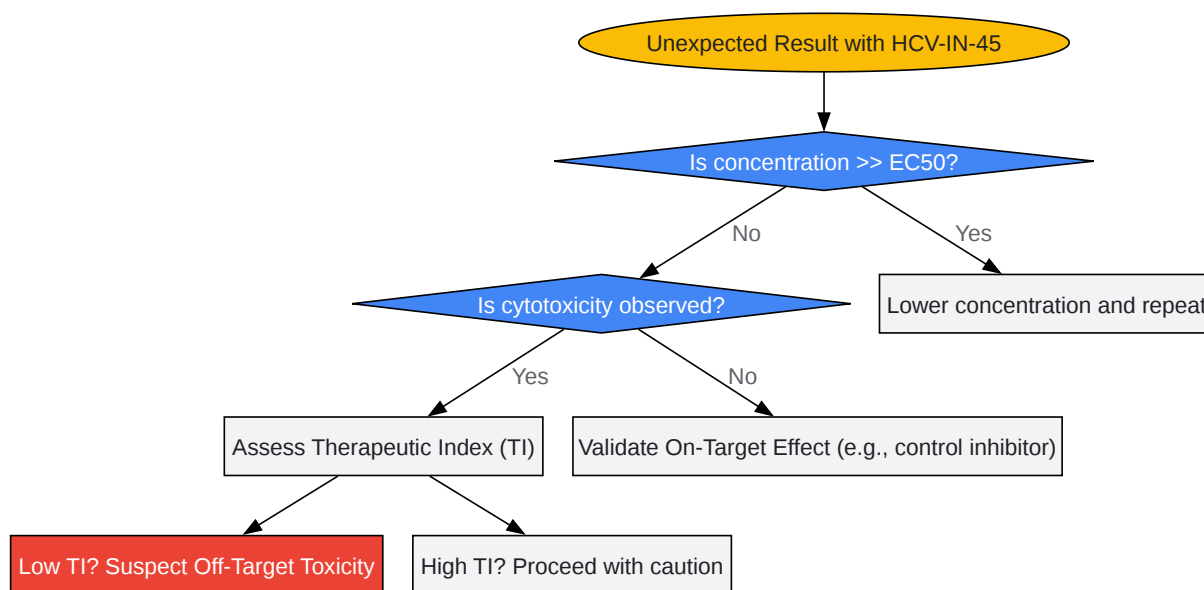 Unexpected Result with HCV-IN-45
Is concentration >> EC50?
No
Yes
Is cytotoxicity observed?
Lower concentration and repeat
Yes
No
Assess Therapeutic Index (TI)
Validate On-Target Effect (e.g., control inhibitor)
Low TI? Suspect Off-Target Toxicity
High TI? Proceed with caution